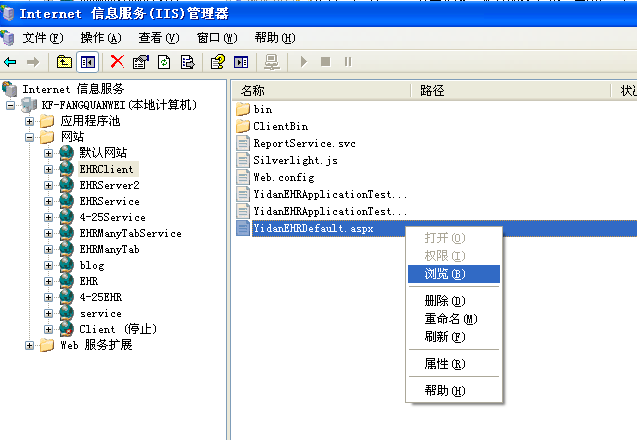 Internet 信息服务(IIS)管理器
文件(F) 操作(A) 查看(V) 窗口(W) 帮助(H)
Internet 信息服务
KF-FANGQUANWEI(本地计算机)
应用程序池
网站
默认网站
EHRClient
EHRServer2
EHRService
4-25Service
EHRManyTabService
EHRManyTab
blog
EHR
4-25EHR
service
Client (停止)
Web 服务扩展
名称 路径 状况
bin
ClientBin
ReportService.svc
Silverlight.js
Web.config
YidanEHRApplicationTest...
YidanEHRApplicationTest...
YidanEHRDefault.aspx
打开(O)
权限(I)
浏览(B)
删除(D)
重命名(M)
刷新(F)
属性(R)
帮助(H)